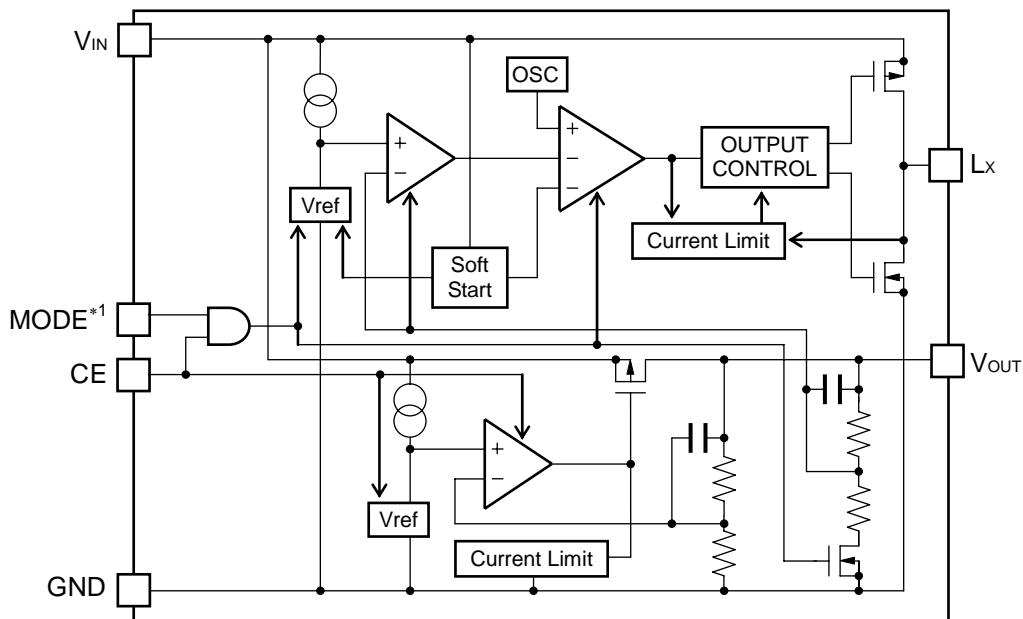 VIN
OSC
+
−
+
−
−
OUTPUT
CONTROL
LX
Vref
Current Limit
Soft
Start
MODE*1
CE
VOUT
+
−
Vref
Current Limit
GND